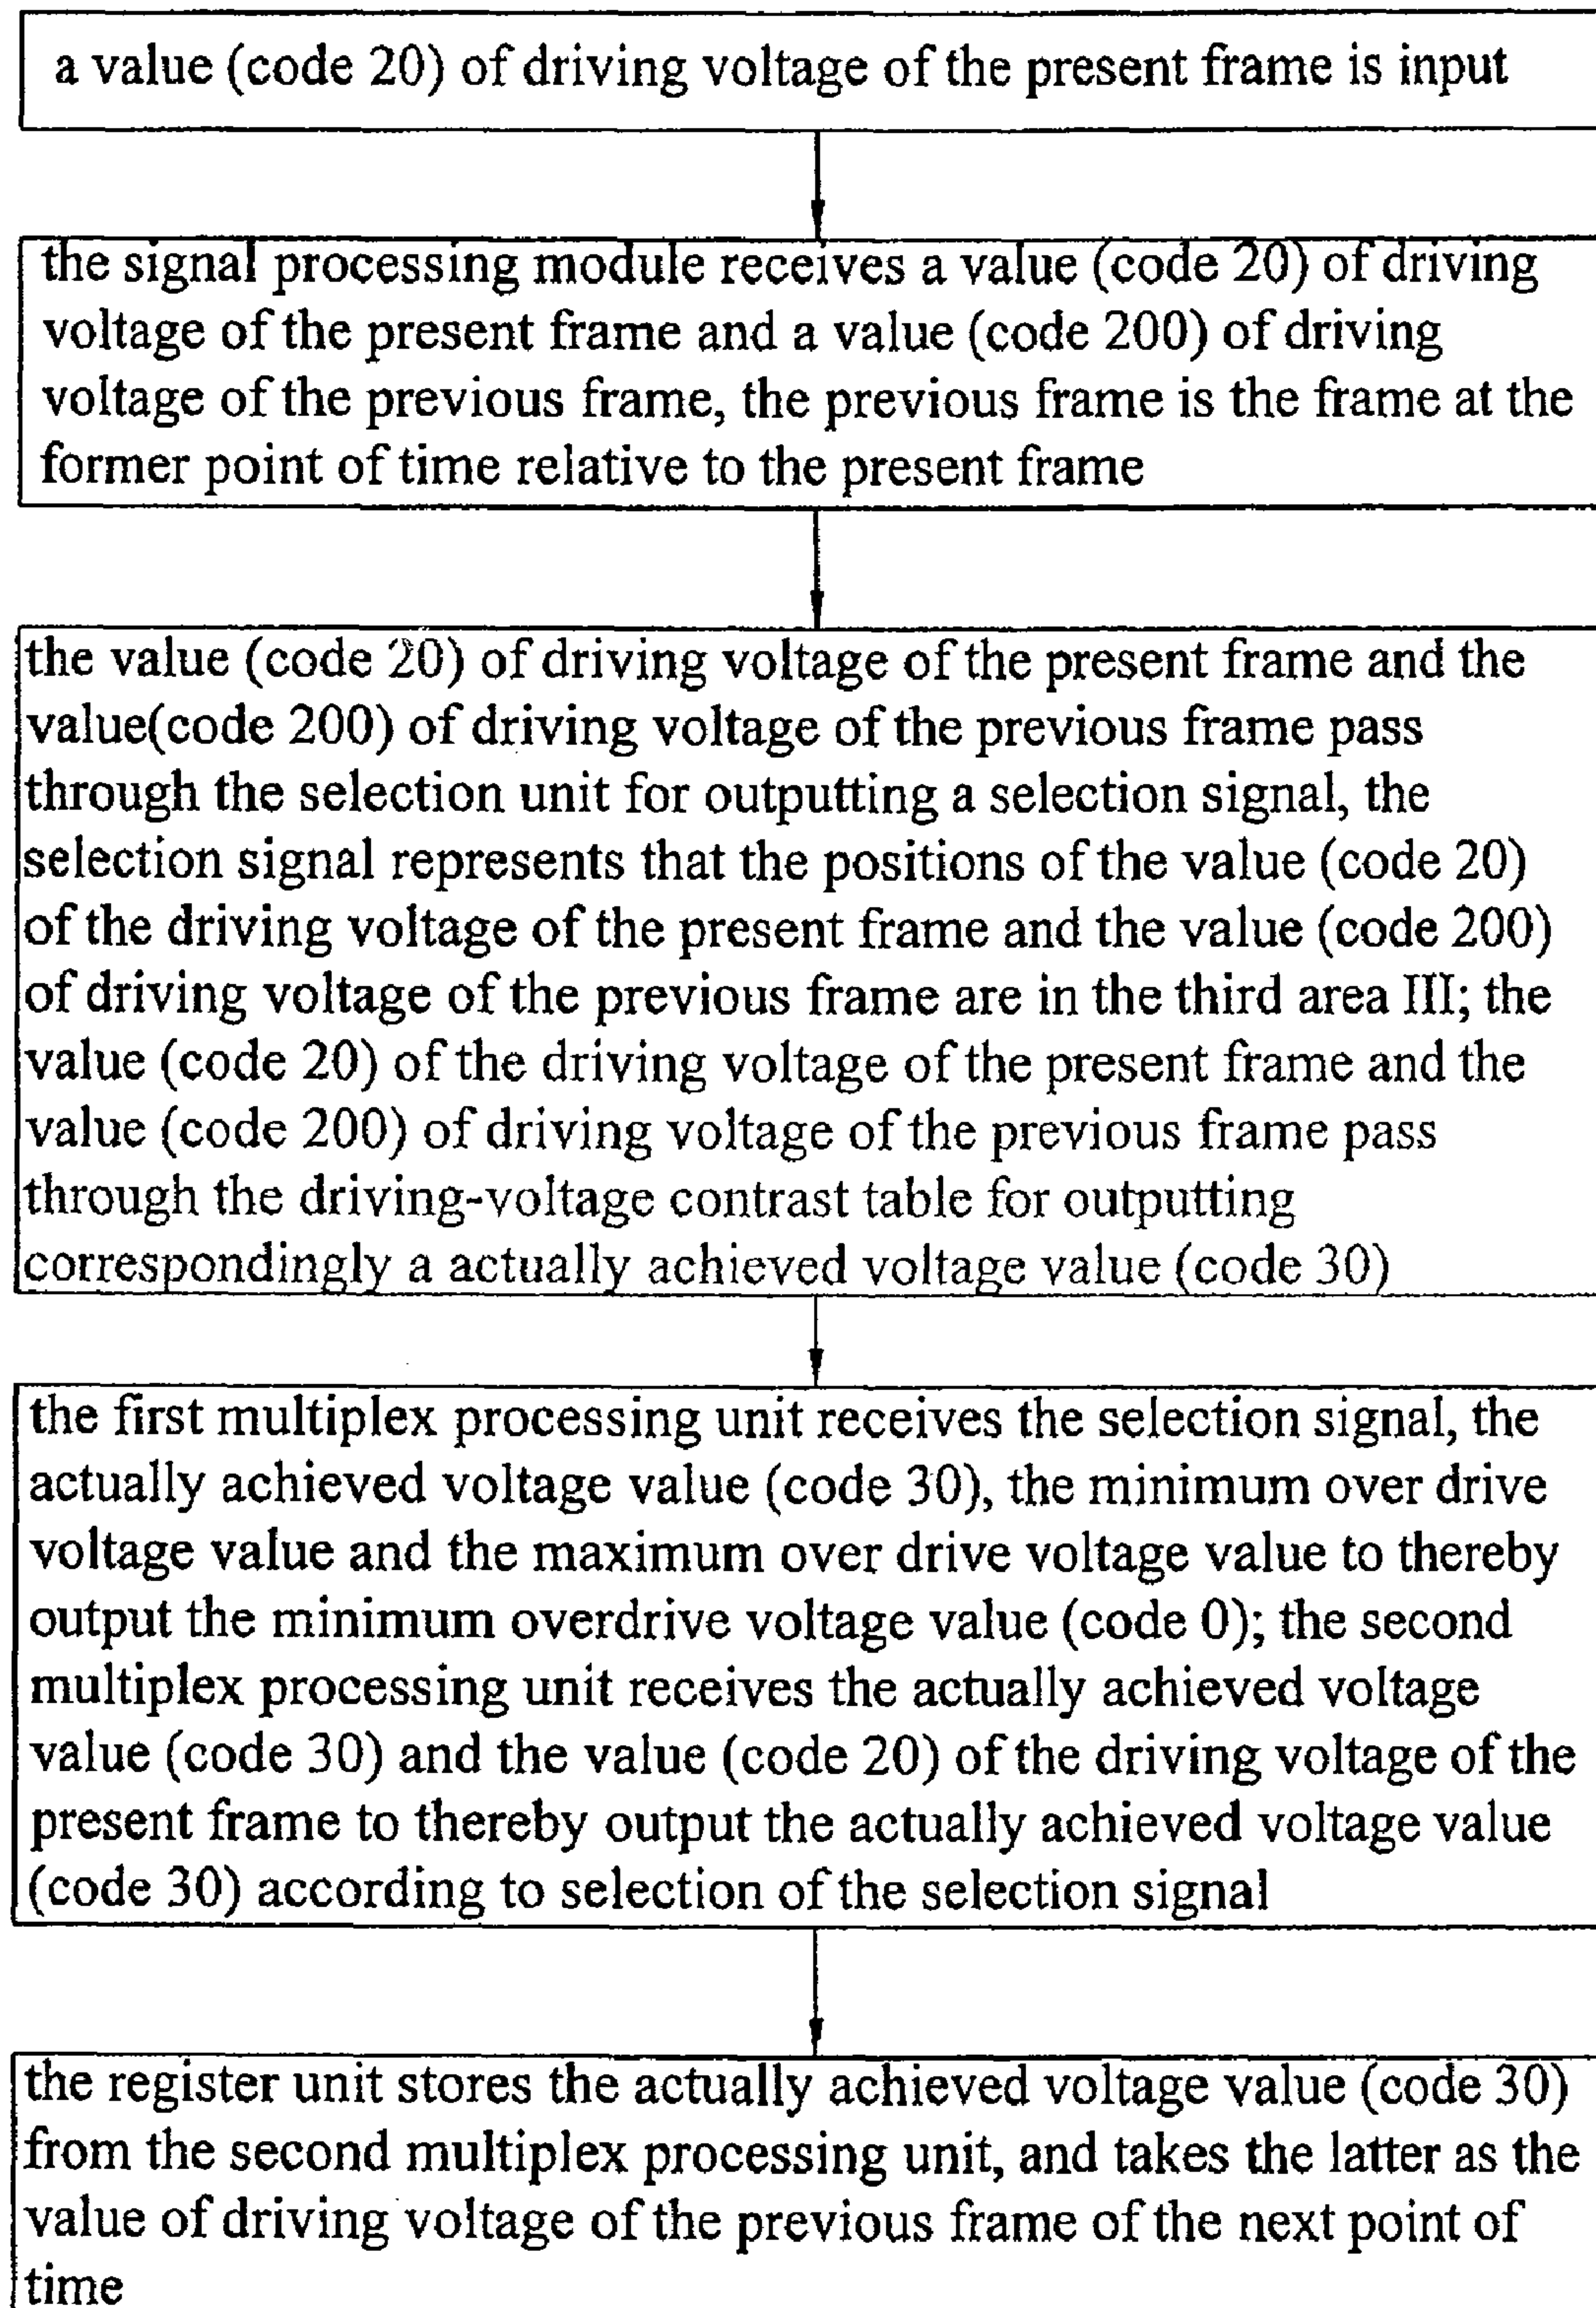 a value (code 20) of driving voltage of the present frame is input
the signal processing module receives a value (code 20) of driving
voltage of the present frame and a value (code 200) of driving
voltage of the previous frame, the previous frame is the frame at the
former point of time relative to the present frame
the value (code 20) of driving voltage of the present frame and the
value(code 200) of driving voltage of the previous frame pass
through the selection unit for outputting a selection signal, the
selection signal represents that the positions of the value (code 20)
of the driving voltage of the present frame and the value (code 200)
of driving voltage of the previous frame are in the third area III; the
value (code 20) of the driving voltage of the present frame and the
value (code 200) of driving voltage of the previous frame pass
through the driving-voltage contrast table for outputting
correspondingly a actually achieved voltage value (code 30)
the first multiplex processing unit receives the selection signal, the
actually achieved voltage value (code 30), the minimum over drive
voltage value and the maximum over drive voltage value to thereby
output the minimum overdrive voltage value (code 0); the second
multiplex processing unit receives the actually achieved voltage
value (code 30) and the value (code 20) of the driving voltage of the
present frame to thereby output the actually achieved voltage value
(code 30) according to selection of the selection signal
the register unit stores the actually achieved voltage value (code 30)
from the second multiplex processing unit, and takes the latter as the
value of driving voltage of the previous frame of the next point of
time